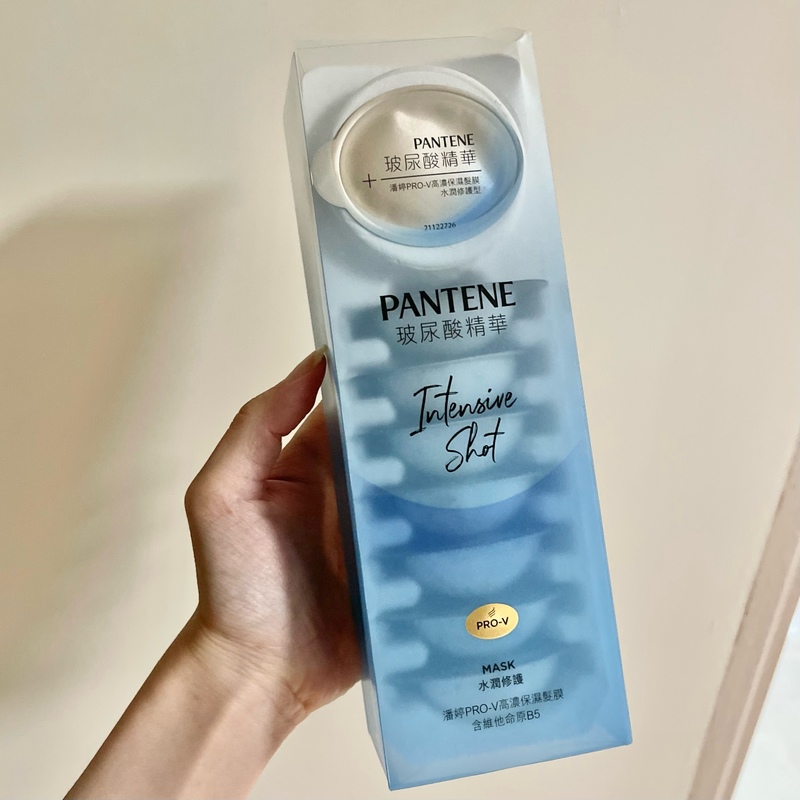 PANTENE
玻尿酸精華
+
潘婷PRO-V高濃保濕髮膜
水潤修護型
21122726
PANTENE
玻尿酸精華
Intensive
Shot
PRO-V
MASK
水潤修護
潘婷PRO-V高濃保濕髮膜
含維他命原B5